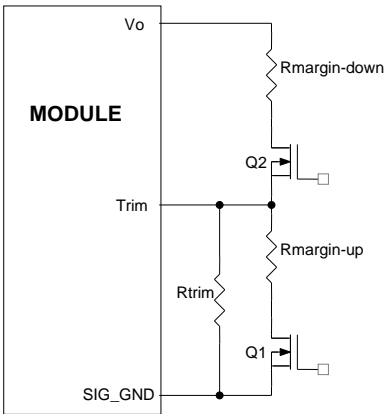 Vo
Rmargin-down
MODULE
Q2
Trim
Rmargin-up
Rtrim
Q1
SIG_GND